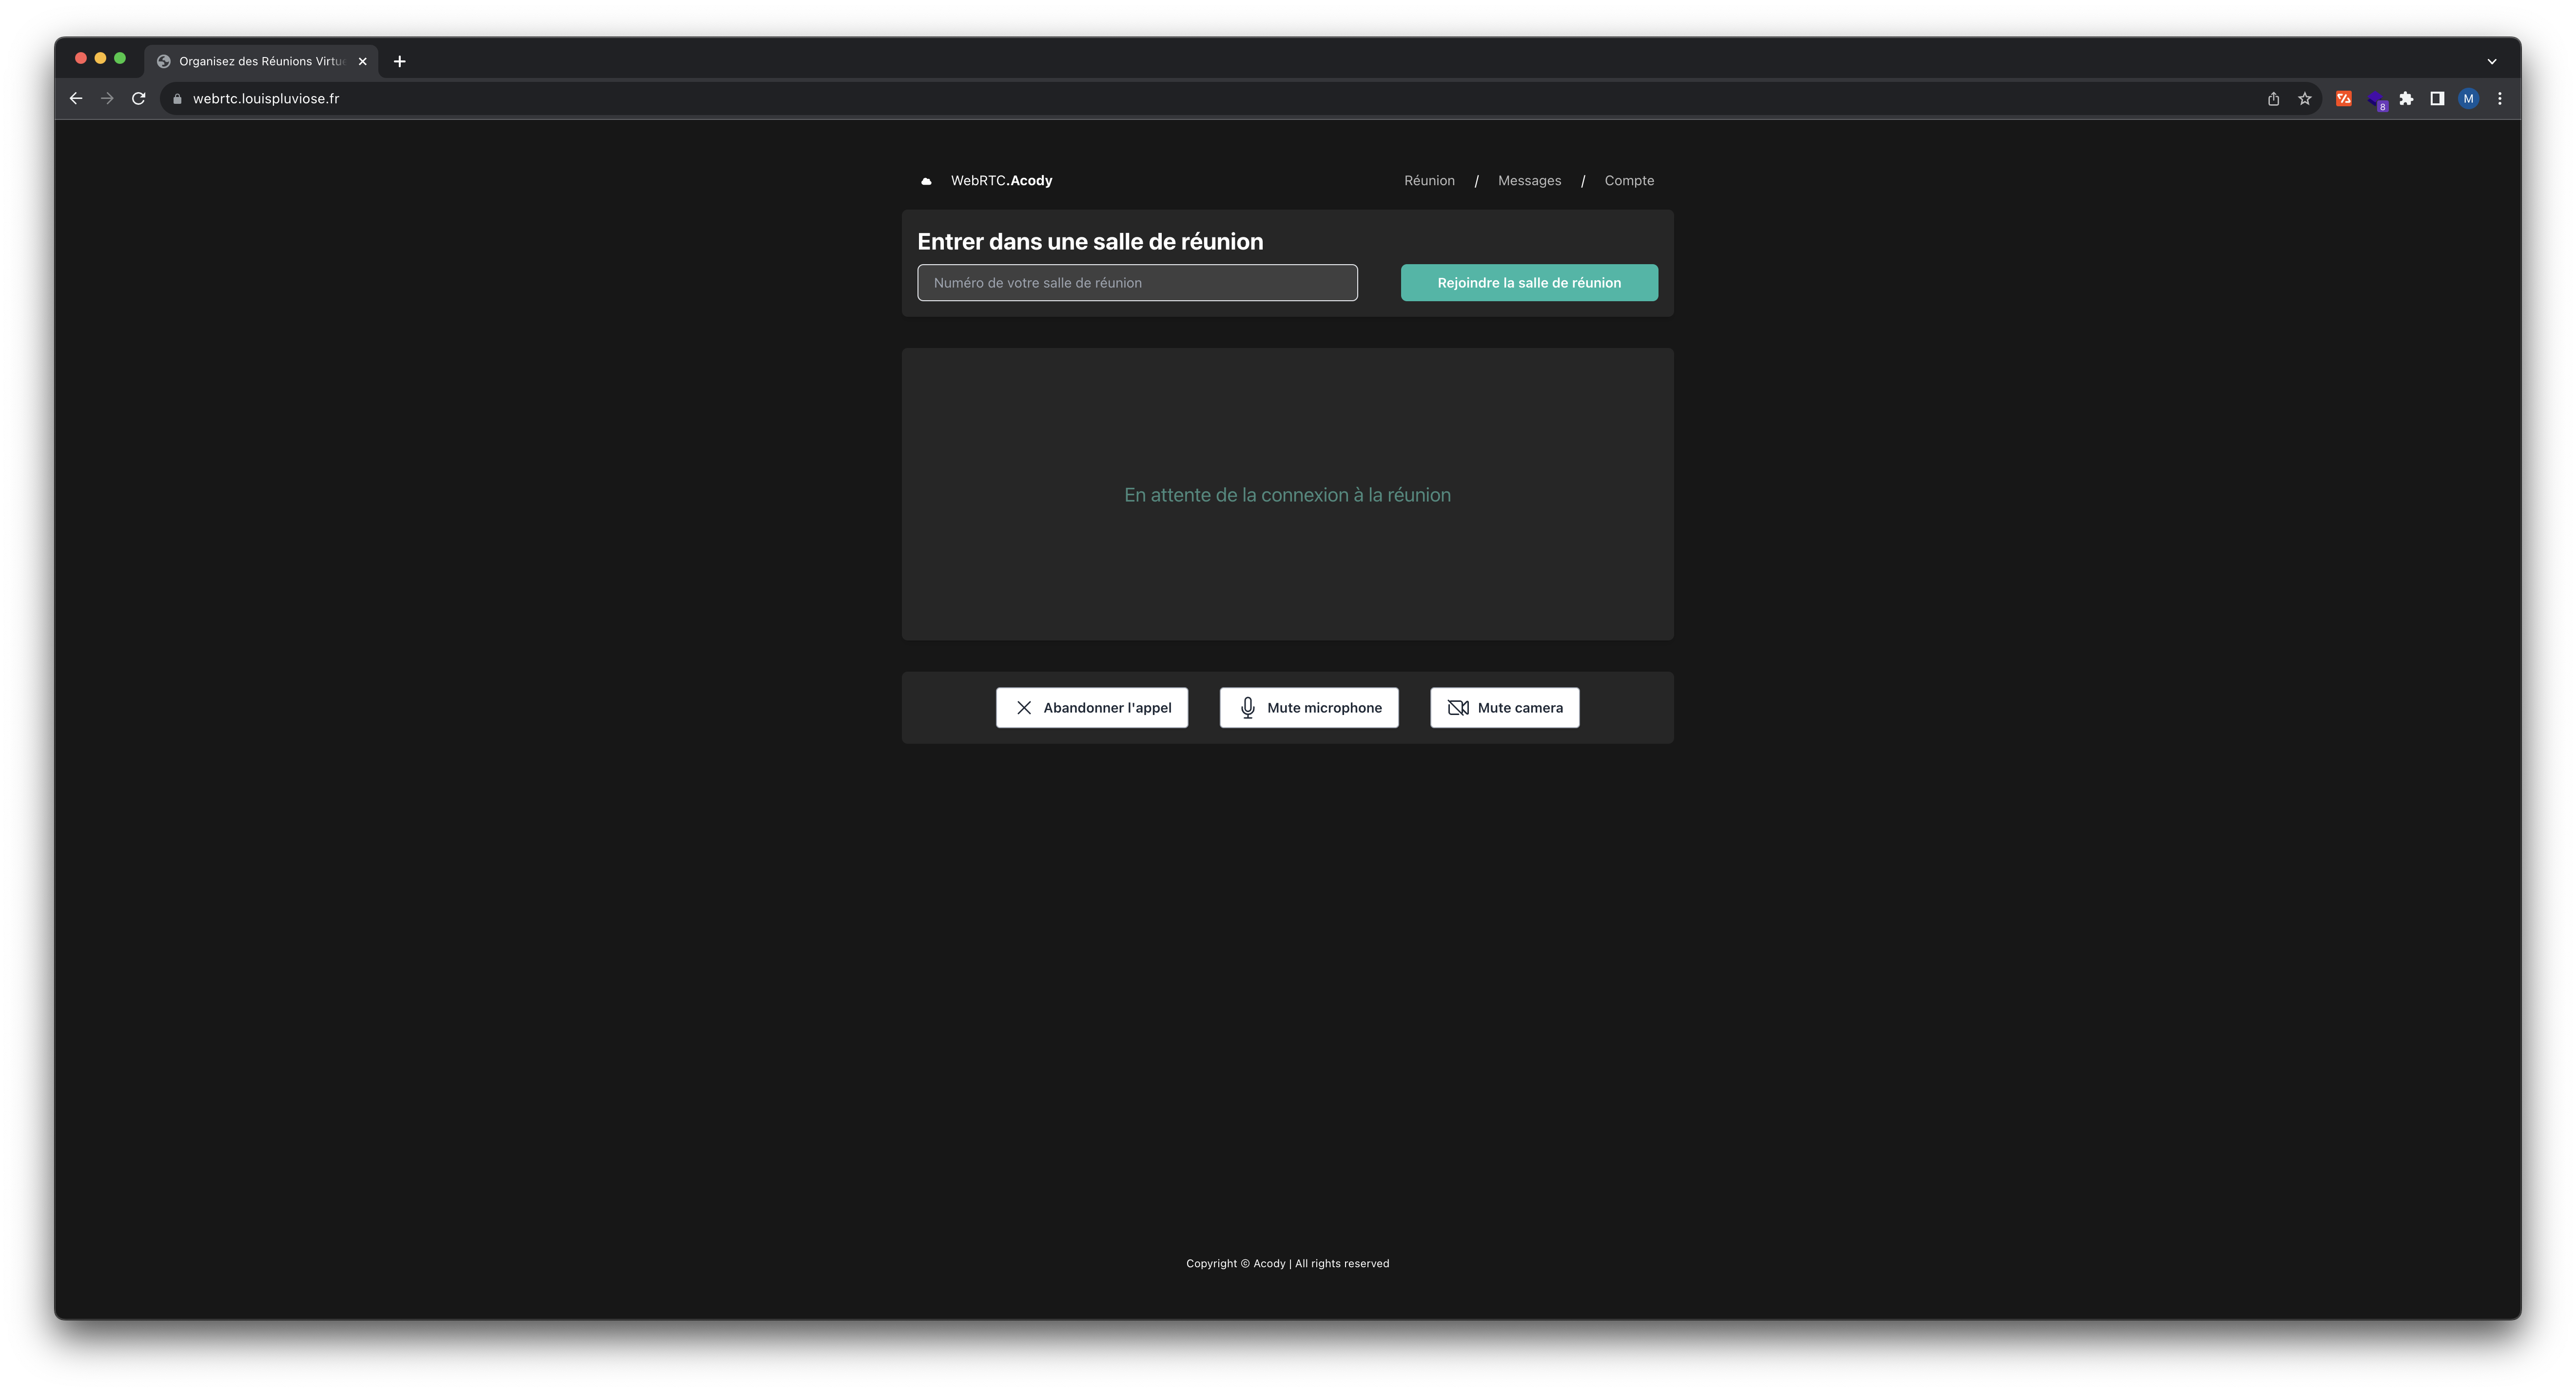 Organisez des Réunions Virtue
webrtc.louispluviose.fr
8
M
WebRTC.Acody
Réunion / Messages / Compte
Entrer dans une salle de réunion
Numéro de votre salle de réunion
Rejoindre la salle de réunion
En attente de la connexion à la réunion
Abandonner l'appel
Mute microphone
Mute camera
Copyright © Acody | All rights reserved